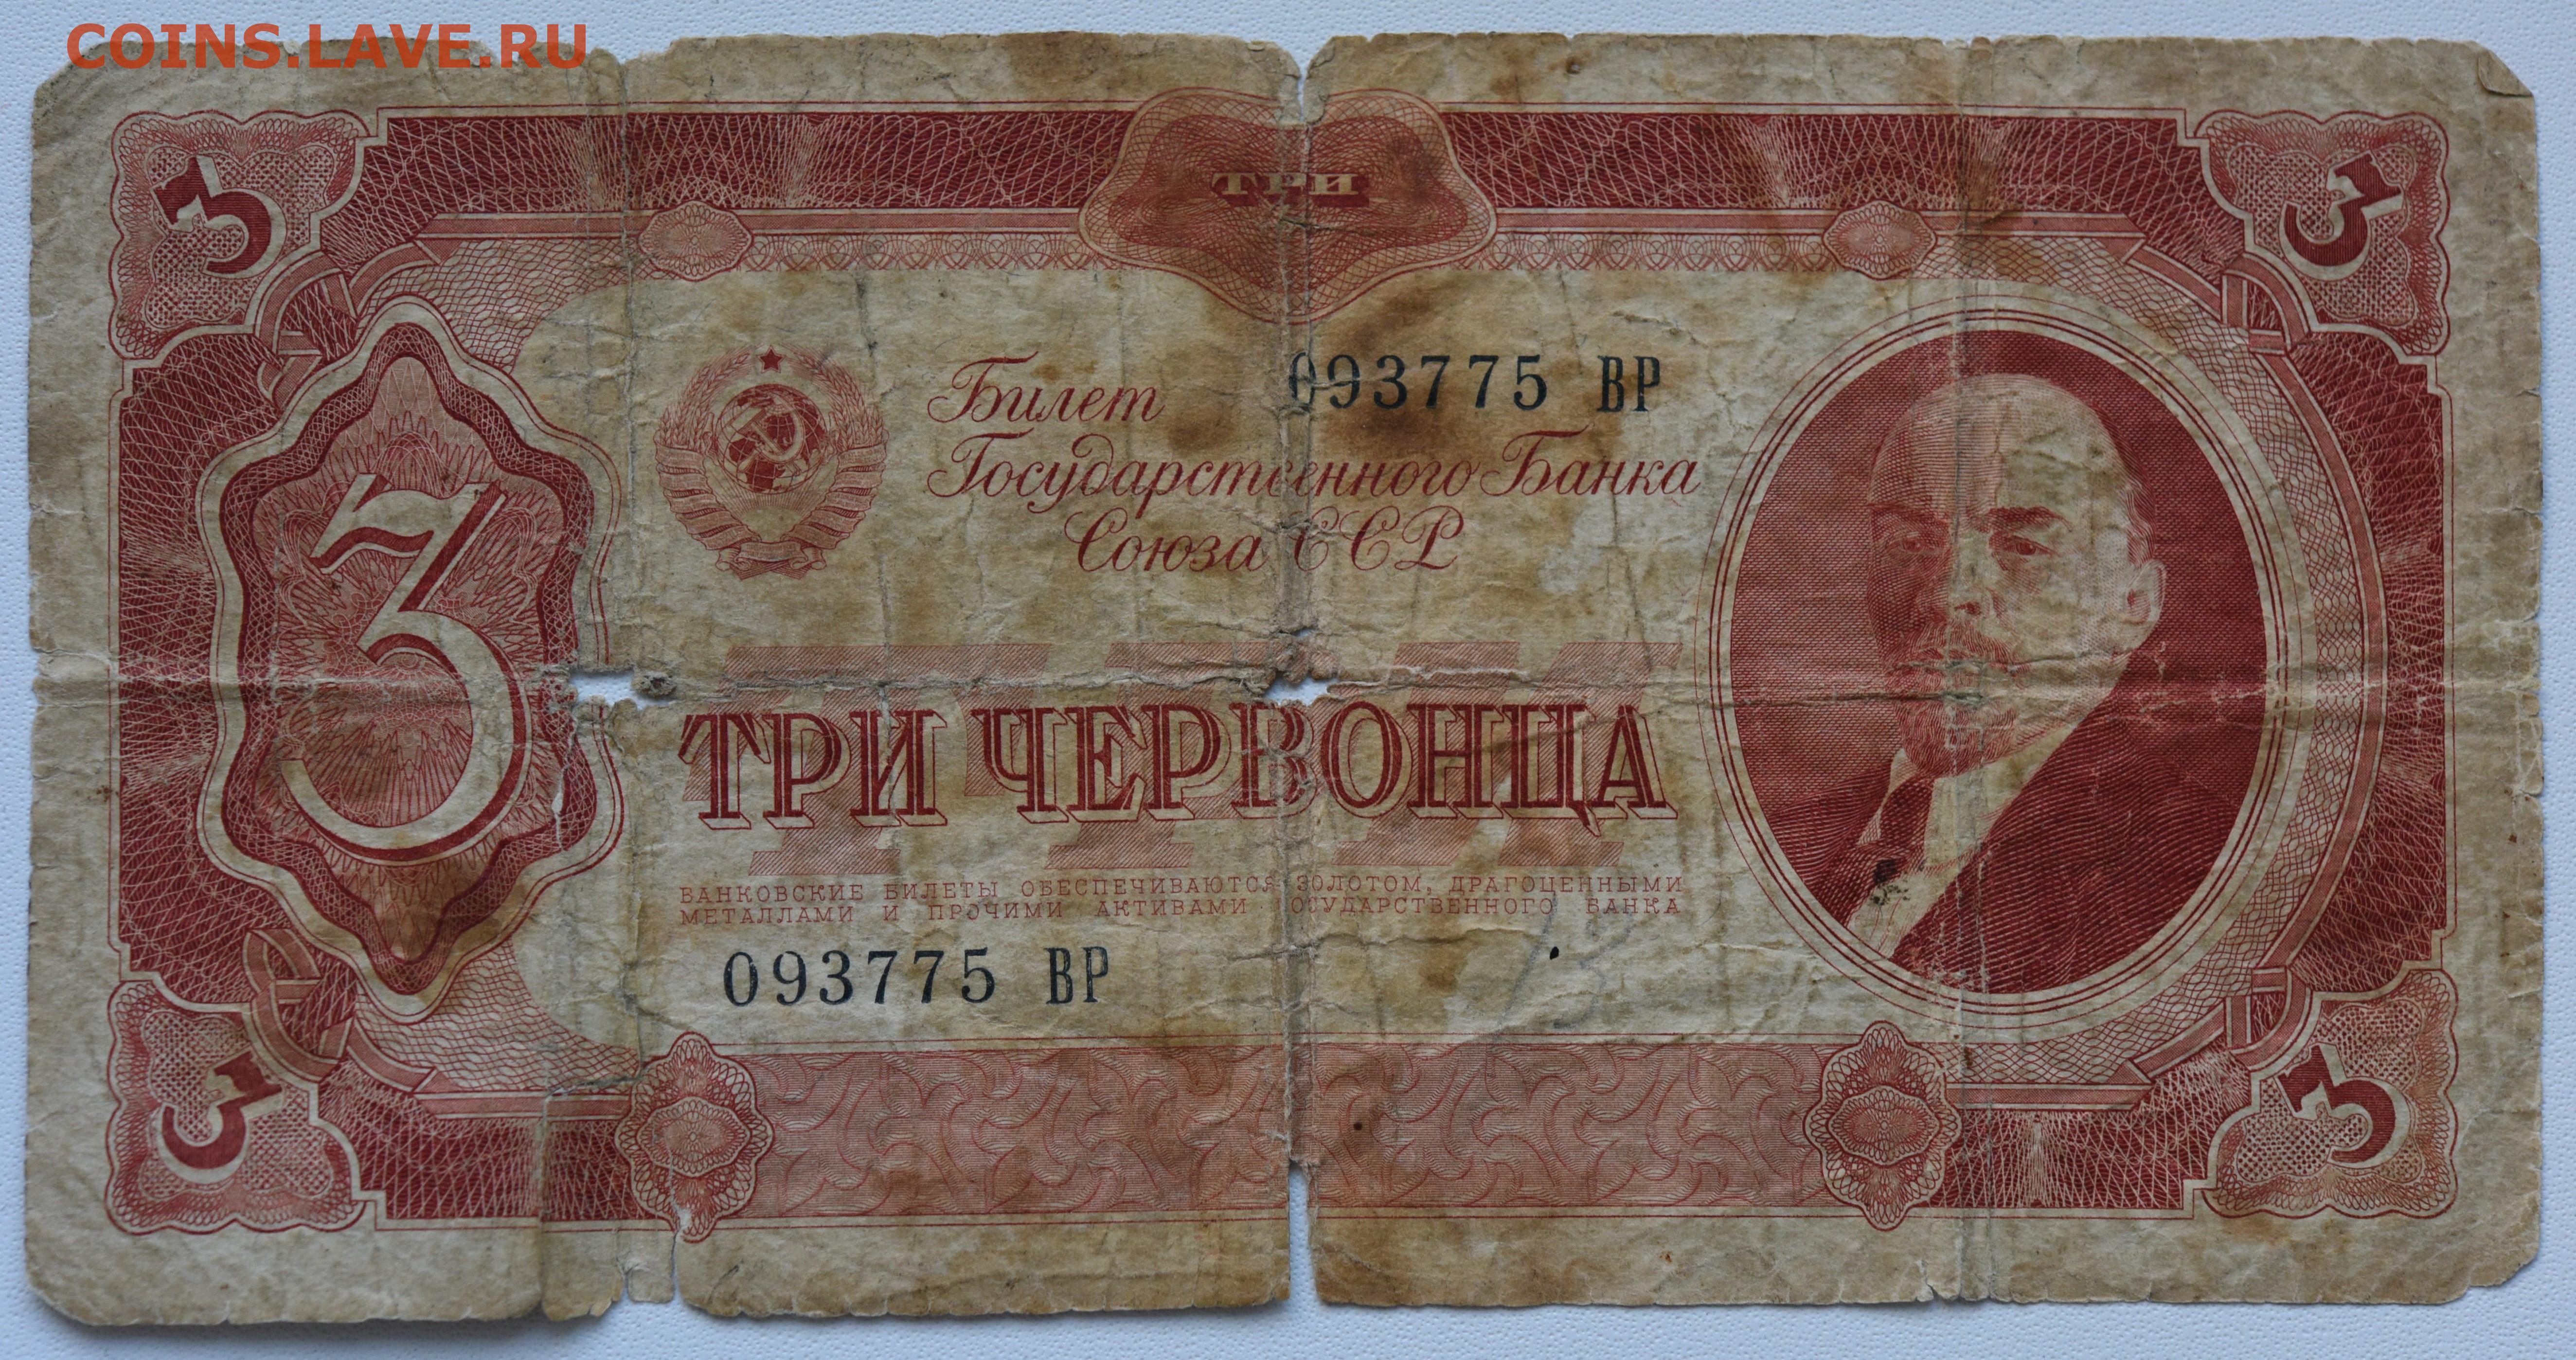 COINS.LAVE.RU
3
ТРИ
3
Билет
093775 ВР
Государственного Банка
Союза ССР
3
ТРИ
ТРИ ЧЕРВОНЦА
БАНКОВСКИЕ БИЛЕТЫ ОБЕСПЕЧИВАЮТСЯ ЗОЛОТОМ, ДРАГОЦЕННЫМИ
МЕТАЛЛАМИ И ПРОЧИМИ АКТИВАМИ ГОСУДАРСТВЕННОГО БАНКА
093775 ВР
3
3